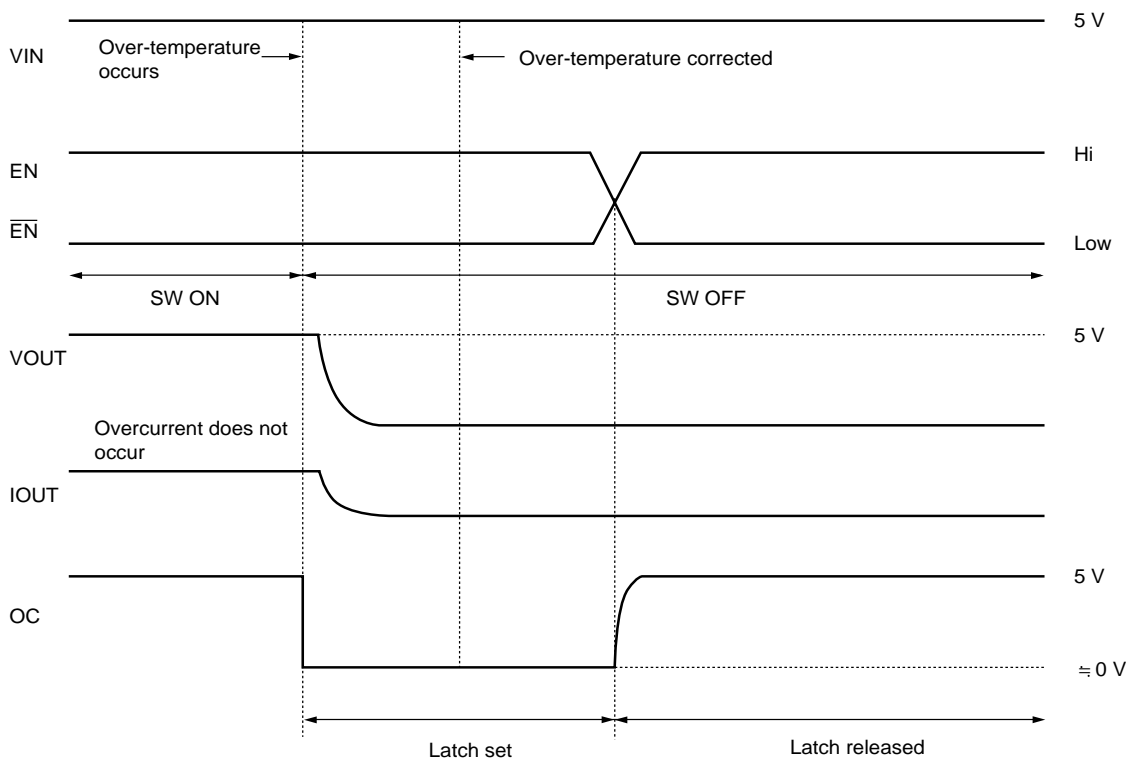 5 V
VIN
Over-temperature
occurs
Over-temperature corrected
EN
Hi
E̅N̅
Low
SW ON
SW OFF
5 V
VOUT
Overcurrent does not
occur
IOUT
5 V
OC
≒ 0 V
Latch set
Latch released